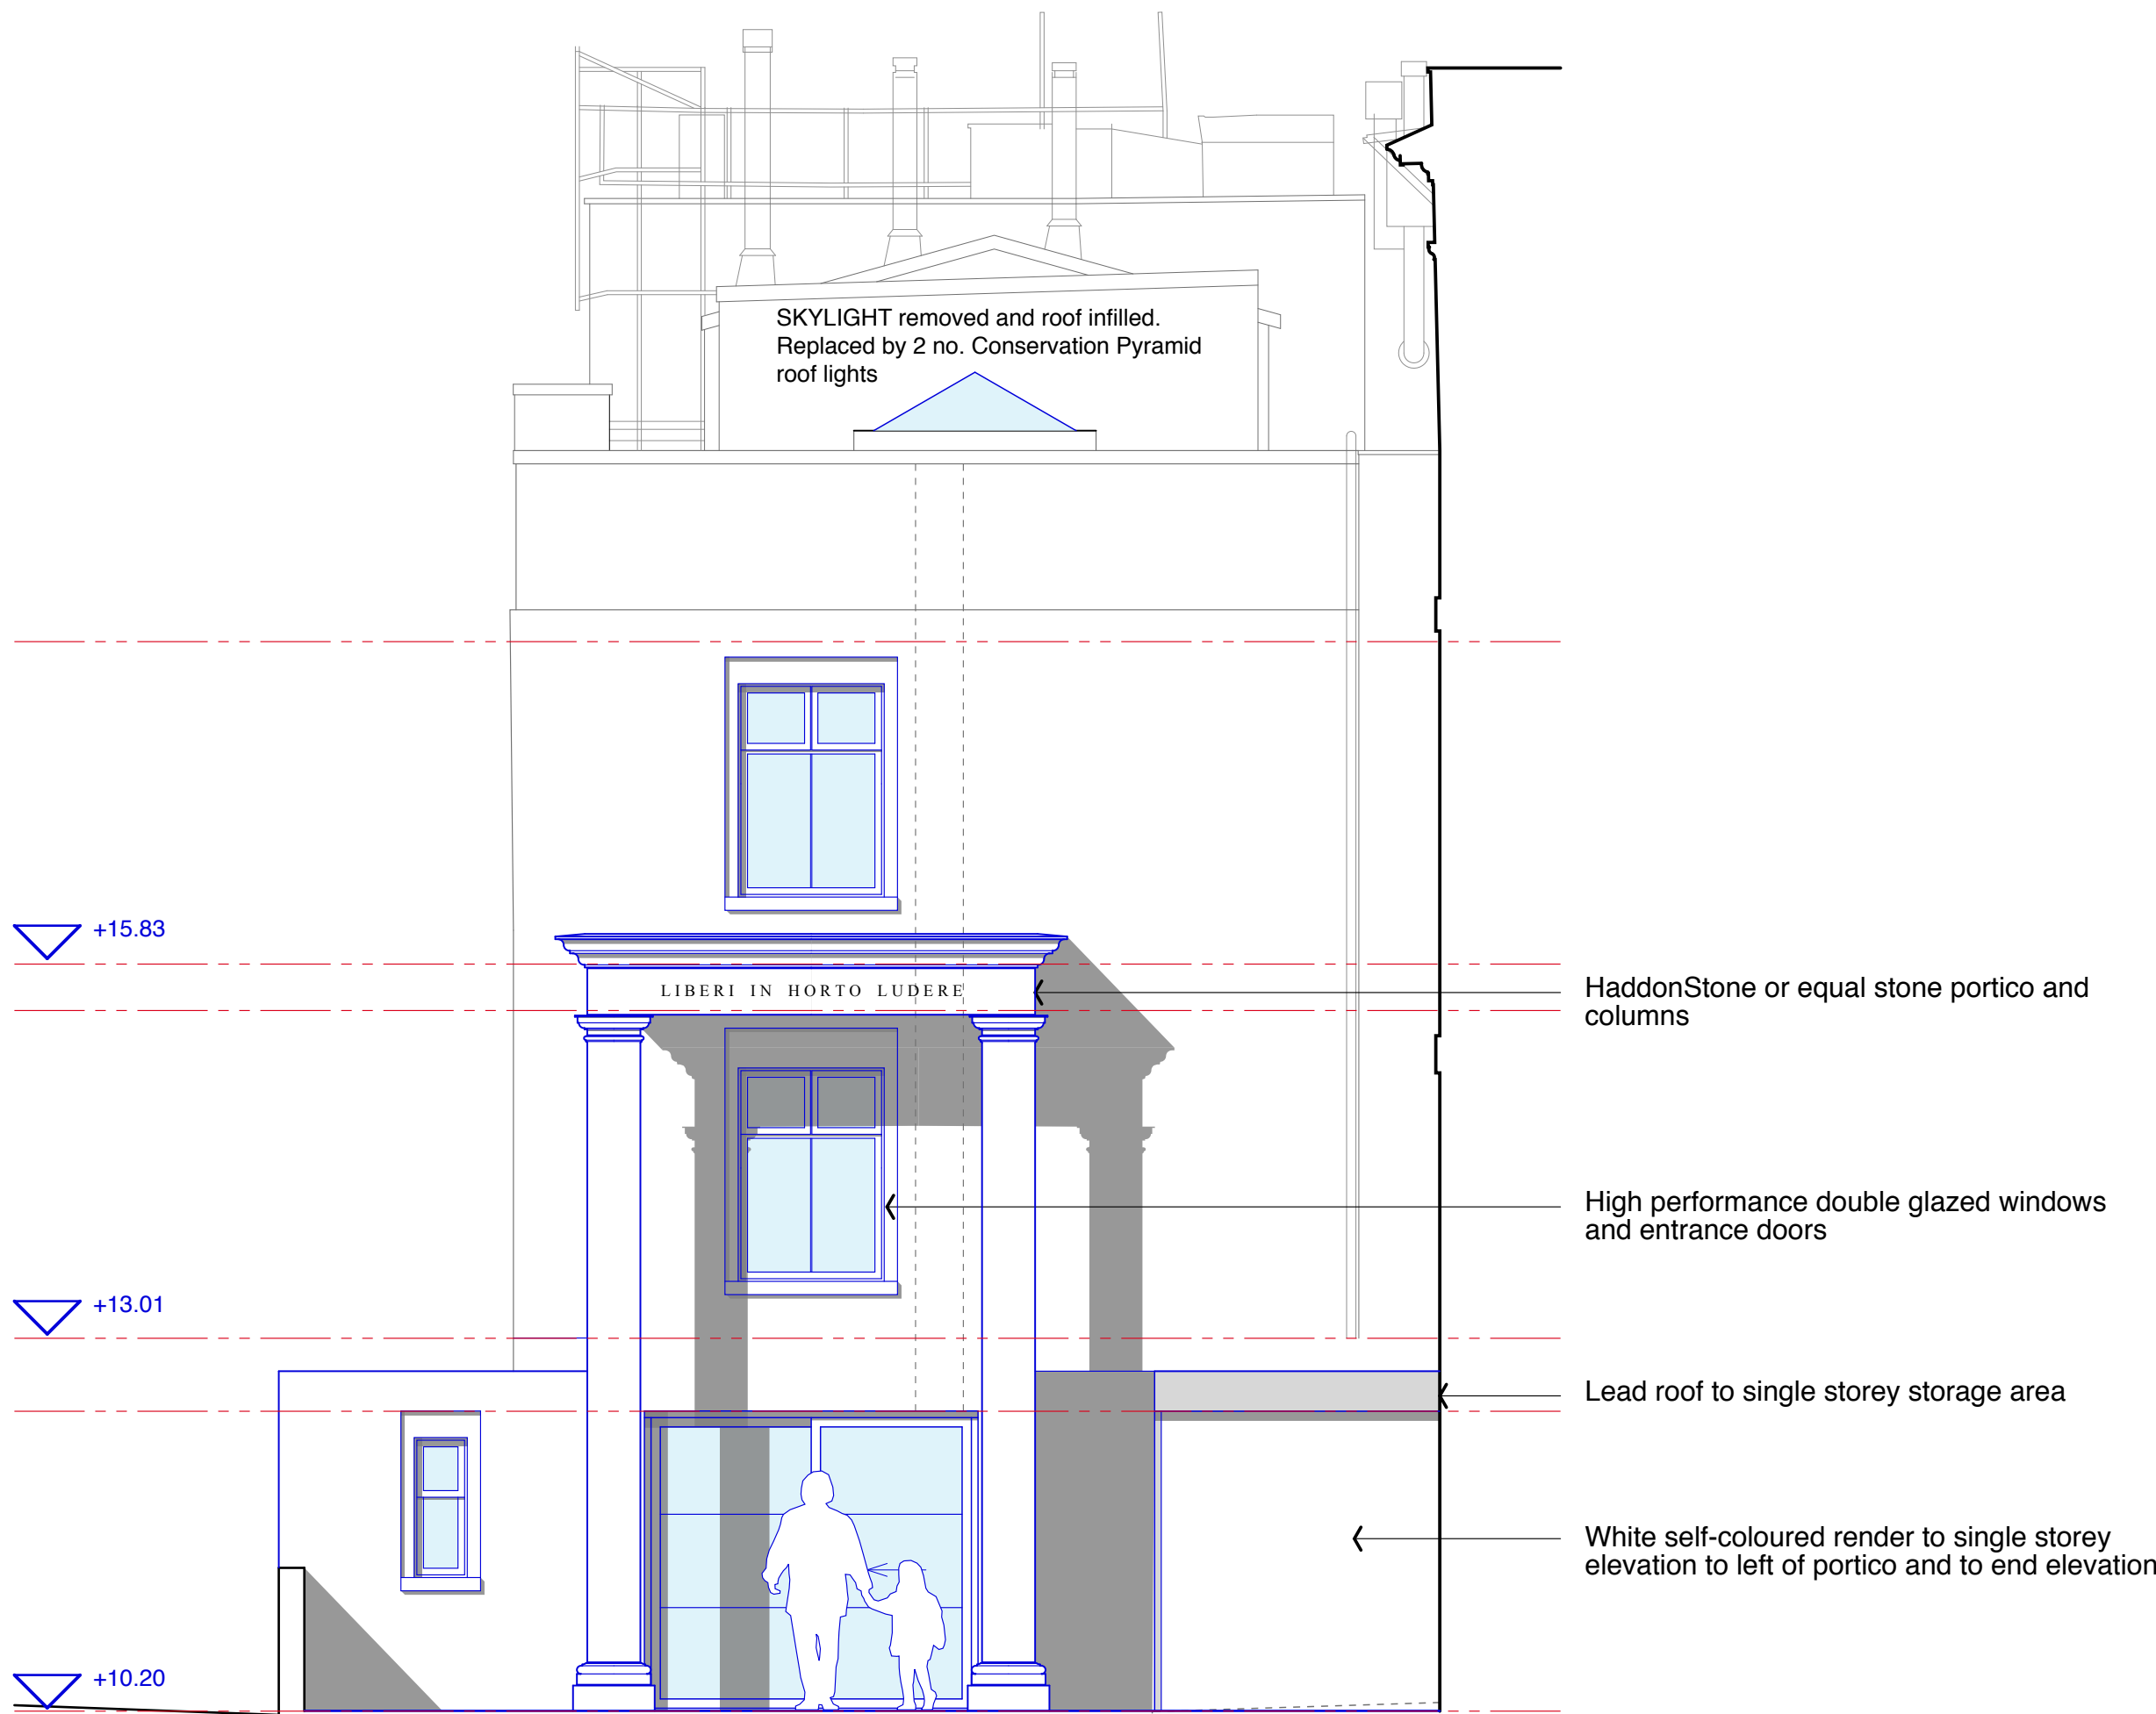 SKYLIGHT removed and roof infilled.
Replaced by 2 no. Conservation Pyramid
roof lights
+15.83
LIBERI IN HORTO LUDERE
HaddonStone or equal stone portico and
columns
High performance double glazed windows
and entrance doors
+13.01
Lead roof to single storey storage area
White self-coloured render to single storey
elevation to left of portico and to end elevation
+10.20